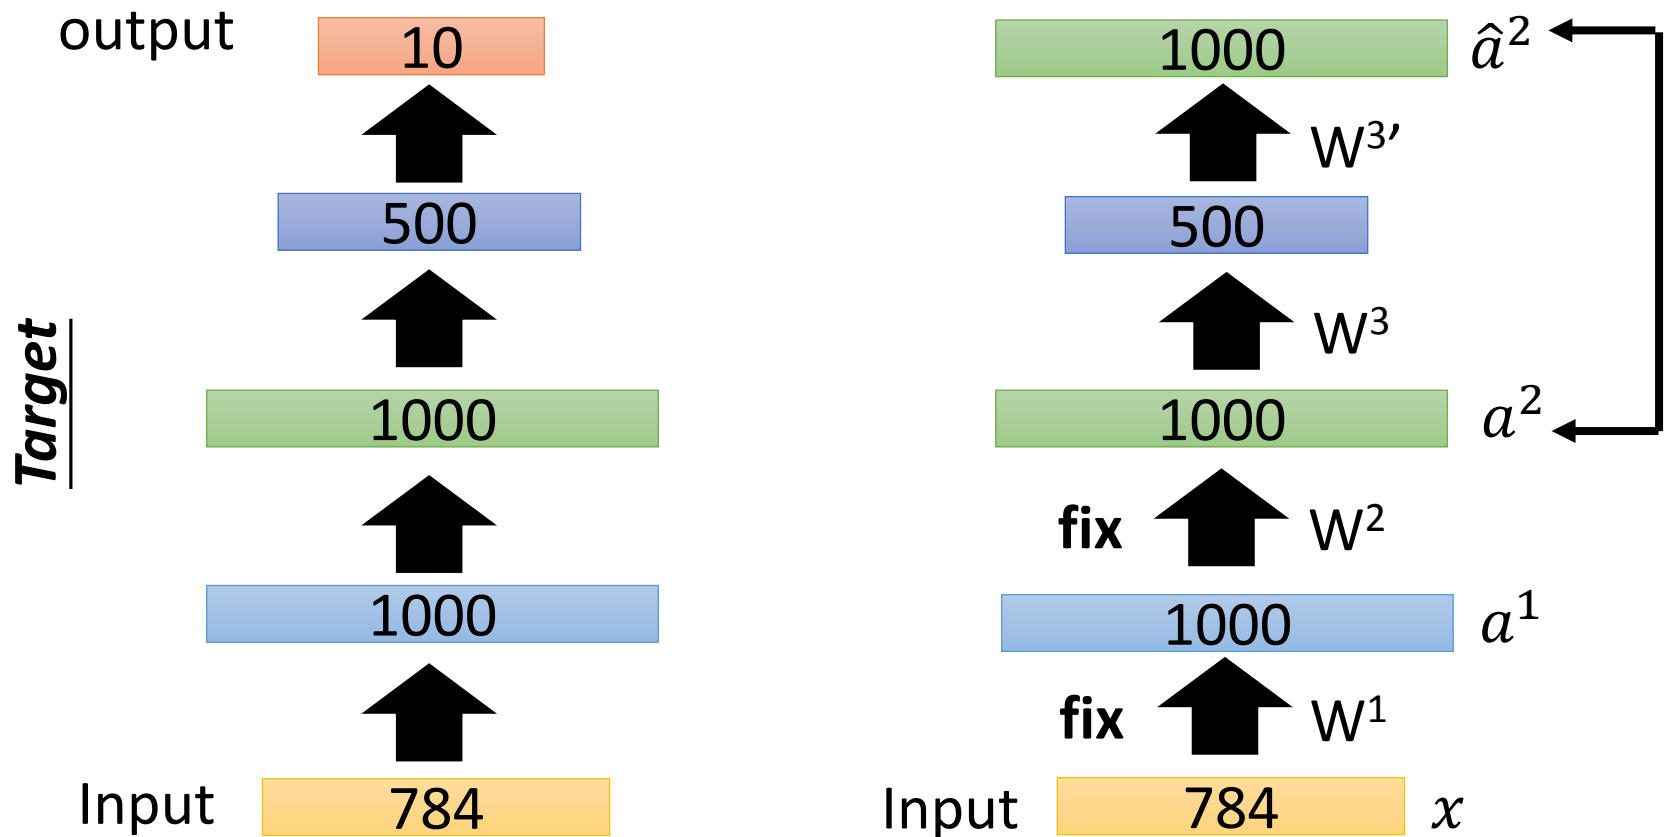 output
10
500
Target
1000
1000
Input
784
1000
â²
W³’
500
W³
1000
a²
fix
W²
1000
a¹
fix
W¹
Input
784
x